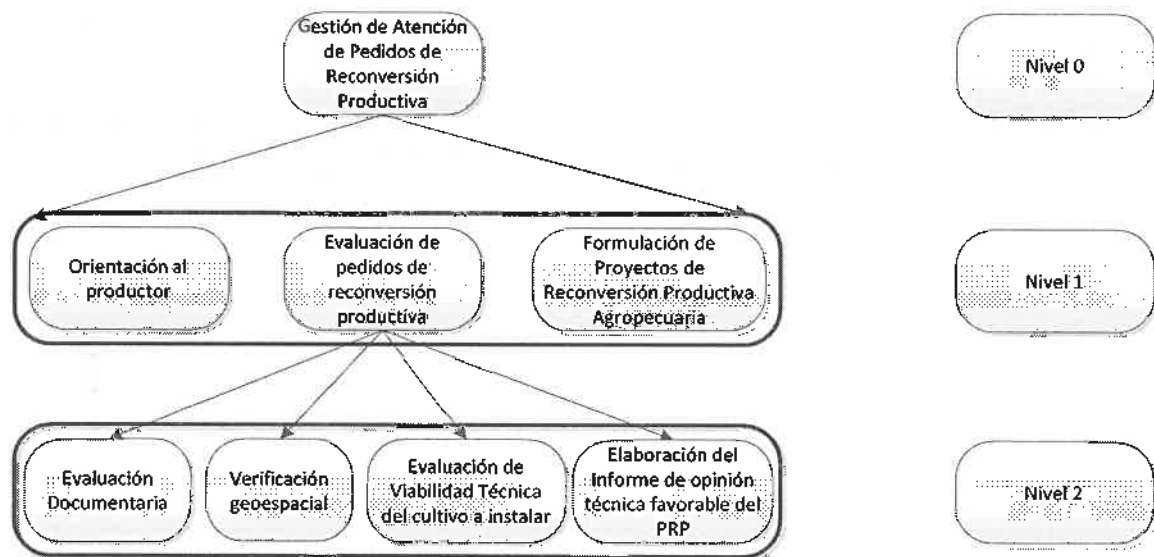 Gestión de Atención
de Pedidos de
Reconversión
Productiva
Nivel 0
Orientación al
productor
Evaluación de
pedidos de
reconversión
productiva
Formulación de
Proyectos de
Reconversión Productiva
Agropecuaria
Nivel 1
Evaluación
Documentaria
Verificación
geoespacial
Evaluación de
Viabilidad Técnica
del cultivo a instalar
Elaboración del
Informe de opinión
técnica favorable del
PRP
Nivel 2